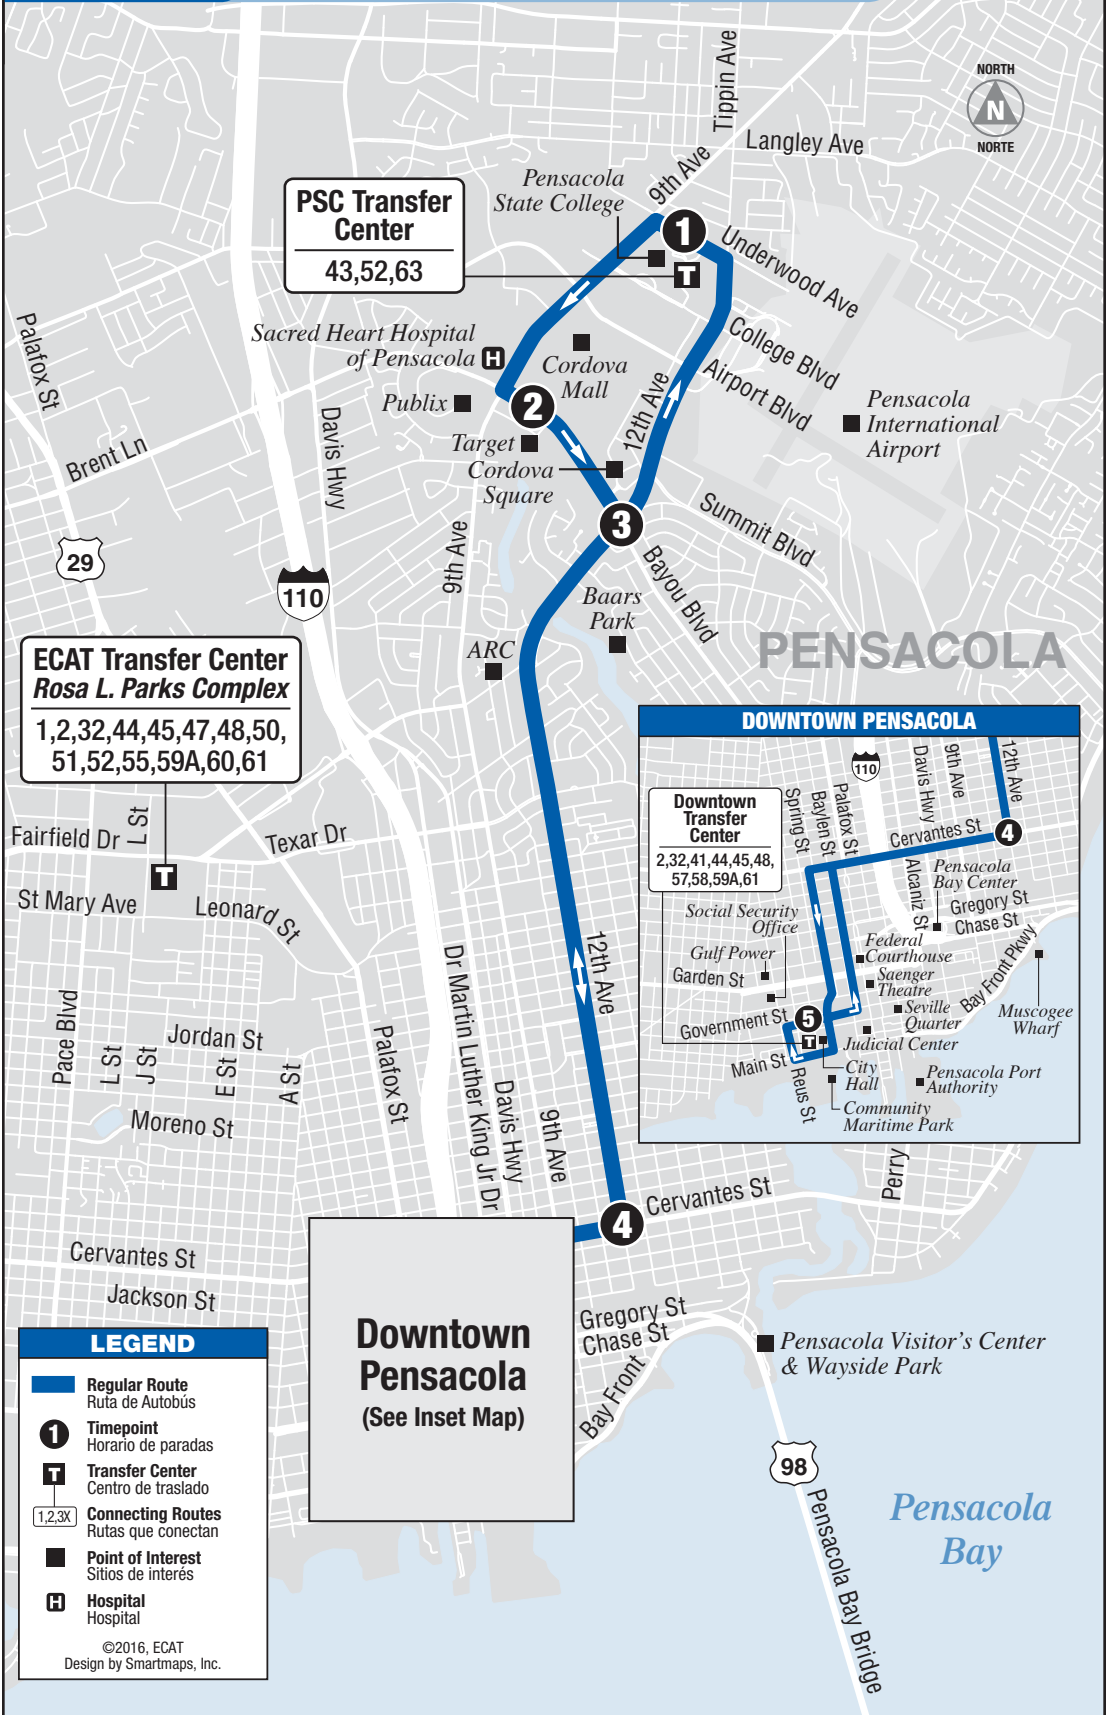 Tippin Ave
NORTH
N
NORTE
Langley Ave
9th Ave
Pensacola
State College
PSC Transfer
Center
43,52,63
1
T
Underwood Ave
Sacred Heart Hospital
of Pensacola
H
Cordova
Mall
College Blvd
Airport Blvd
12th Ave
Palafox St
Publix
2
Target
Cordova
Square
Pensacola
International
Airport
Davis Hwy
Brent Ln
3
Summit Blvd
29
110
9th Ave
Bayou Blvd
Baars
Park
ARC
PENSACOLA
ECAT Transfer Center
Rosa L. Parks Complex
1,2,32,44,45,47,48,50,
51,52,55,59A,60,61
L St
Fairfield Dr
Texar Dr
T
St Mary Ave
Leonard St
12th Ave
Dr Martin Luther King Jr Dr
Pace Blvd
L St
J St
Jordan St
E St
A St
Palafox St
Davis Hwy
9th Ave
Moreno St
DOWNTOWN PENSACOLA
110
Davis Hwy
9th Ave
12th Ave
Downtown
Transfer
Center
2,32,41,44,45,48,
57,58,59A,61
Spring St
Baylen St
Palafox St
Cervantes St
4
Alcaniz St
Pensacola
Bay Center
Gregory St
Chase St
Social Security
Office
Gulf Power
Garden St
Federal
Courthouse
Saenger
Theatre
Seville
Quarter
Bay Front Pkwy
Muscogee
Wharf
Government St
5
T
Judicial Center
Main St
Reus St
City
Hall
Pensacola Port
Authority
Community
Maritime Park
Perry
4
Cervantes St
Cervantes St
Jackson St
Downtown
Pensacola
(See Inset Map)
Gregory St
Chase St
Bay Front
Pensacola Visitor's Center
& Wayside Park
98
Pensacola Bay Bridge
Pensacola
Bay
LEGEND
Regular Route
Ruta de Autobús
1
Timepoint
Horario de paradas
T
Transfer Center
Centro de traslado
1,2,3X
Connecting Routes
Rutas que conectan
Point of Interest
Sitios de interés
H
Hospital
Hospital
©2016, ECAT
Design by Smartmaps, Inc.